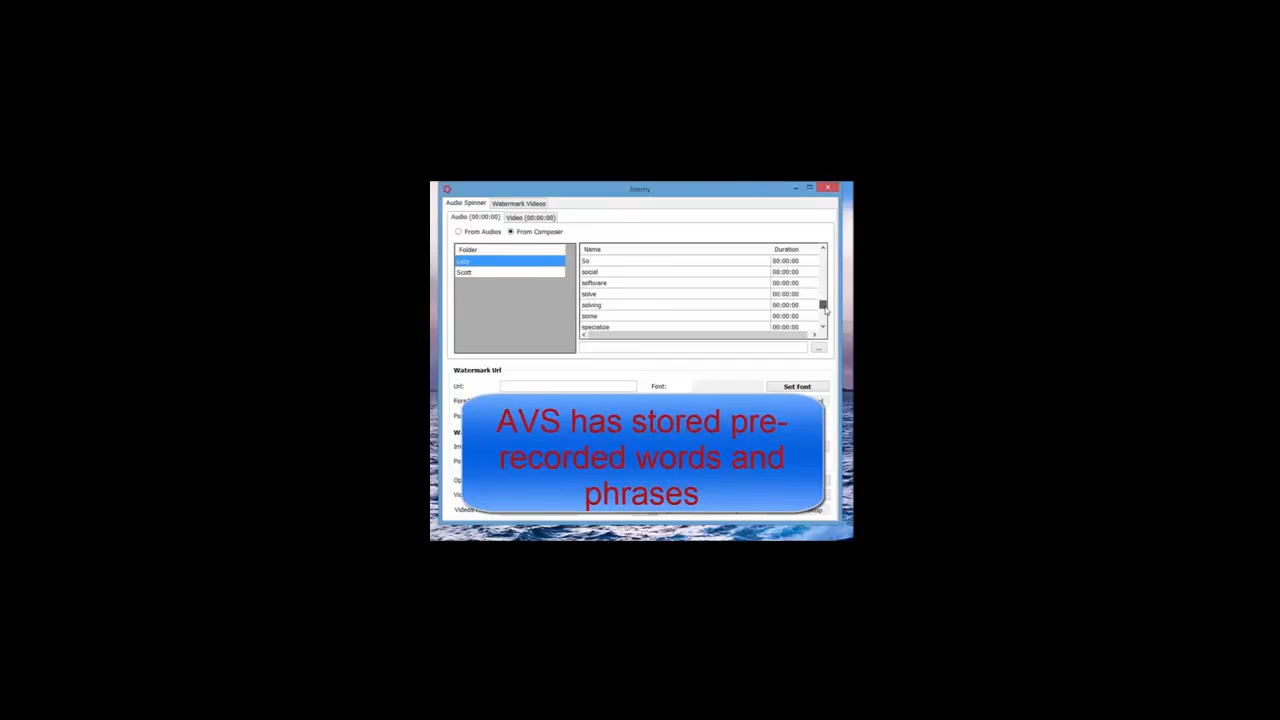 Jimmy
Audio Spinner Watermark Videos
Audio (00:00:00) Video (00:00:00)
From Audios From Composer
Folder
Lucy
Scott
Name Duration
So 00:00:00
social 00:00:00
software 00:00:00
solve 00:00:00
solving 00:00:00
some 00:00:00
specialize 00:00:00
...
Watermark Url
Url: Font: Set Font
AVS has stored pre-
recorded words and
phrases